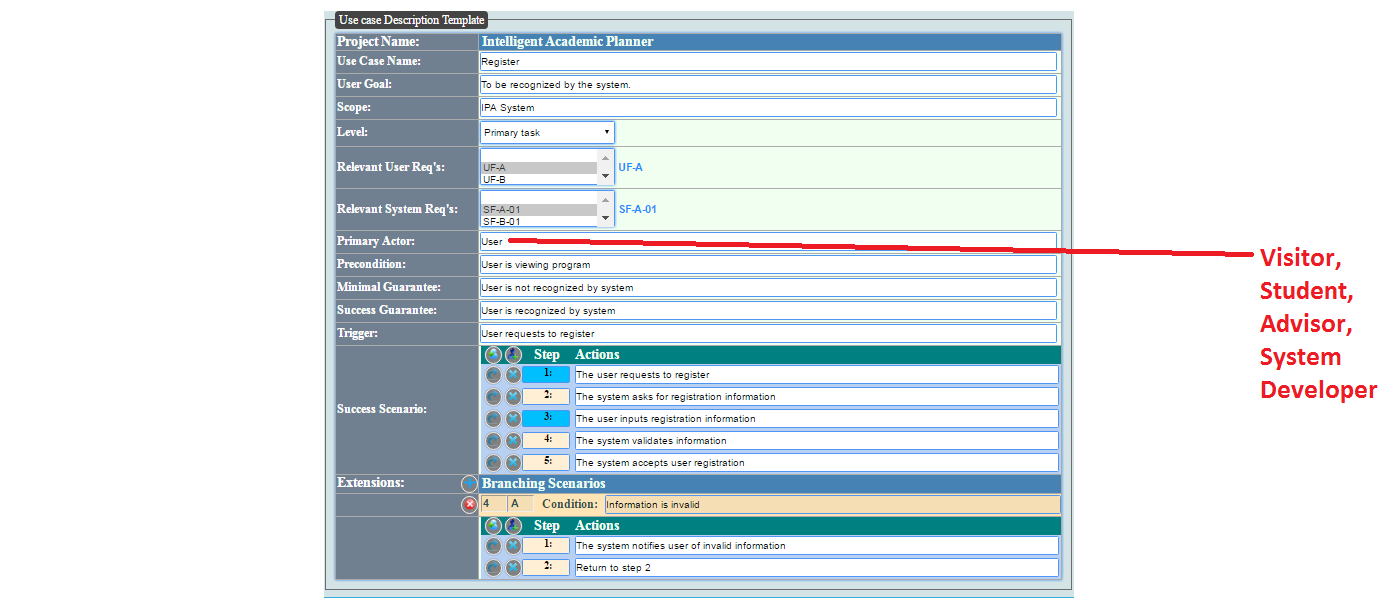 Use case Description Template
Project Name: Intelligent Academic Planner
Use Case Name: Register
User Goal: To be recognized by the system.
Scope: IPA System
Level: Primary task
Relevant User Req's: UF-A UF-B UF-A
Relevant System Req's: SF-A-01 SF-B-01 SF-A-01
Primary Actor: User
Visitor,
Student,
Advisor,
System
Developer
Precondition: User is viewing program
Minimal Guarantee: User is not recognized by system
Success Guarantee: User is recognized by system
Trigger: User requests to register
Success Scenario:
Step Actions
1: The user requests to register
2: The system asks for registration information
3: The user inputs registration information
4: The system validates information
5: The system accepts user registration
Extensions: Branching Scenarios
4 A Condition: Information is invalid
Step Actions
1: The system notifies user of invalid information
2: Return to step 2